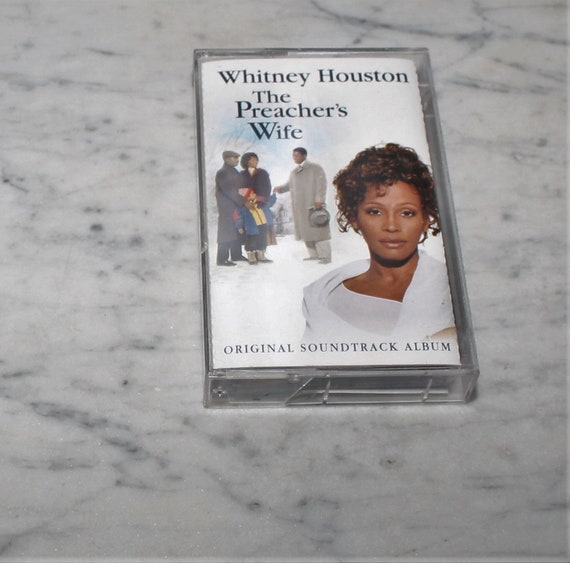 Whitney Houston
The
Preacher's
Wife
ORIGINAL SOUNDTRACK ALBUM